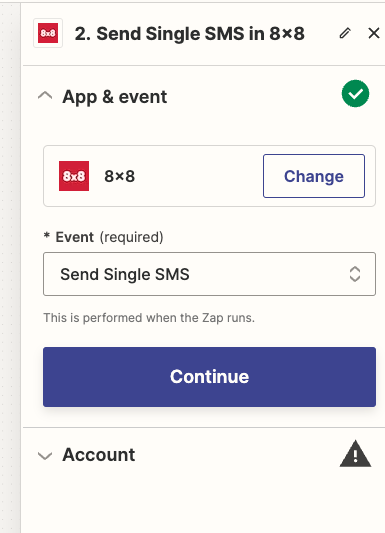 8x8 2. Send Single SMS in 8×8
App & event
8x8 8×8 Change
* Event (required)
Send Single SMS
This is performed when the Zap runs.
Continue
Account